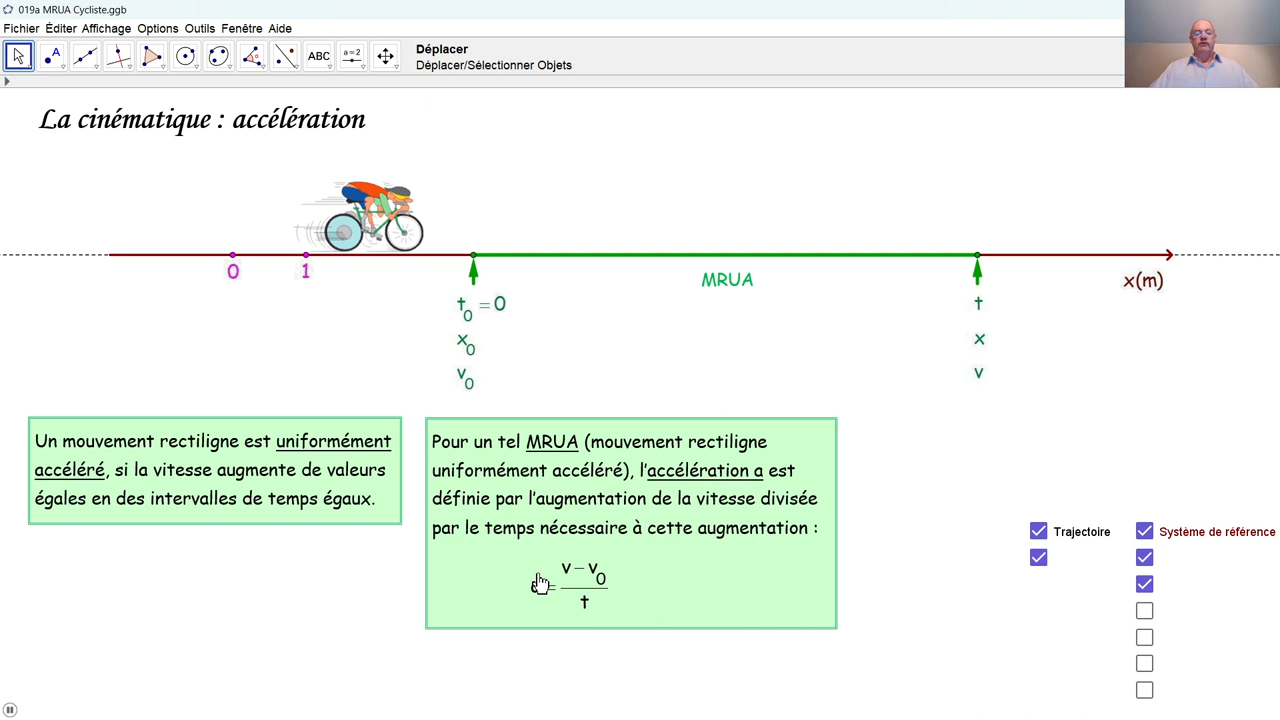 019a MRUA Cycliste.ggb
Fichier Éditer Affichage Options Outils Fenêtre Aide
A
ABC
a=2
Déplacer
Déplacer/Sélectionner Objets
La cinématique : accélération
0 1
MRUA
x(m)
t0 = 0
t
x0
x
v0
v
Un mouvement rectiligne est uniformément
accéléré, si la vitesse augmente de valeurs
égales en des intervalles de temps égaux.
Pour un tel MRUA (mouvement rectiligne
uniformément accéléré), l'accélération a est
définie par l'augmentation de la vitesse divisée
par le temps nécessaire à cette augmentation :
= v – v0
t
Trajectoire
Système de référence